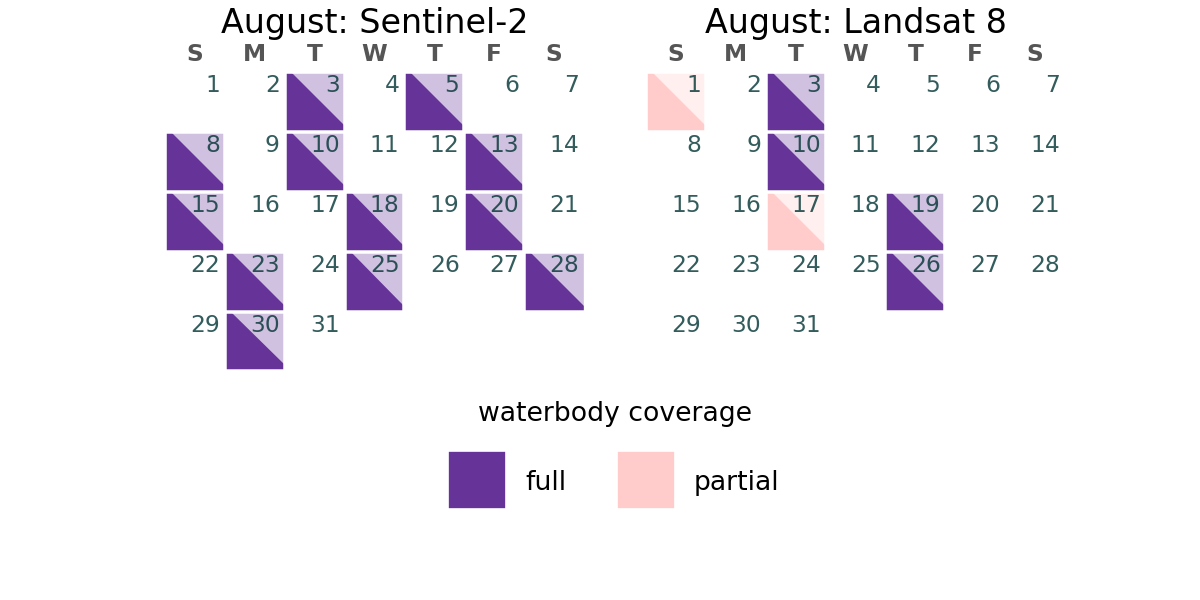 August: Sentinel-2
S M T W T F S
1 2 3 4 5 6 7
8 9 10 11 12 13 14
15 16 17 18 19 20 21
22 23 24 25 26 27 28
29 30 31
August: Landsat 8
S M T W T F S
1 2 3 4 5 6 7
8 9 10 11 12 13 14
15 16 17 18 19 20 21
22 23 24 25 26 27 28
29 30 31
waterbody coverage
full partial